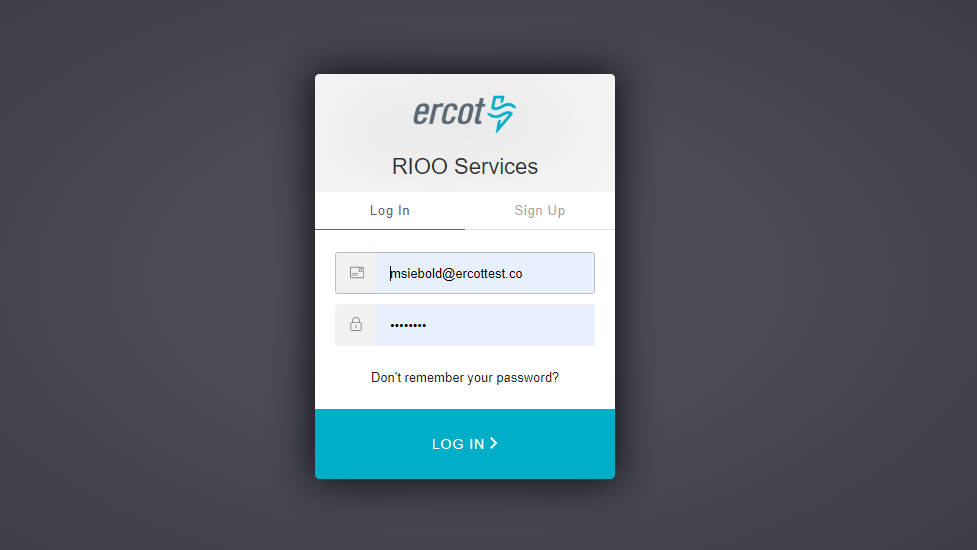 ercot
RIOO Services
Log In
Sign Up
msiebold@ercottest.co
••••••••
Don't remember your password?
LOG IN